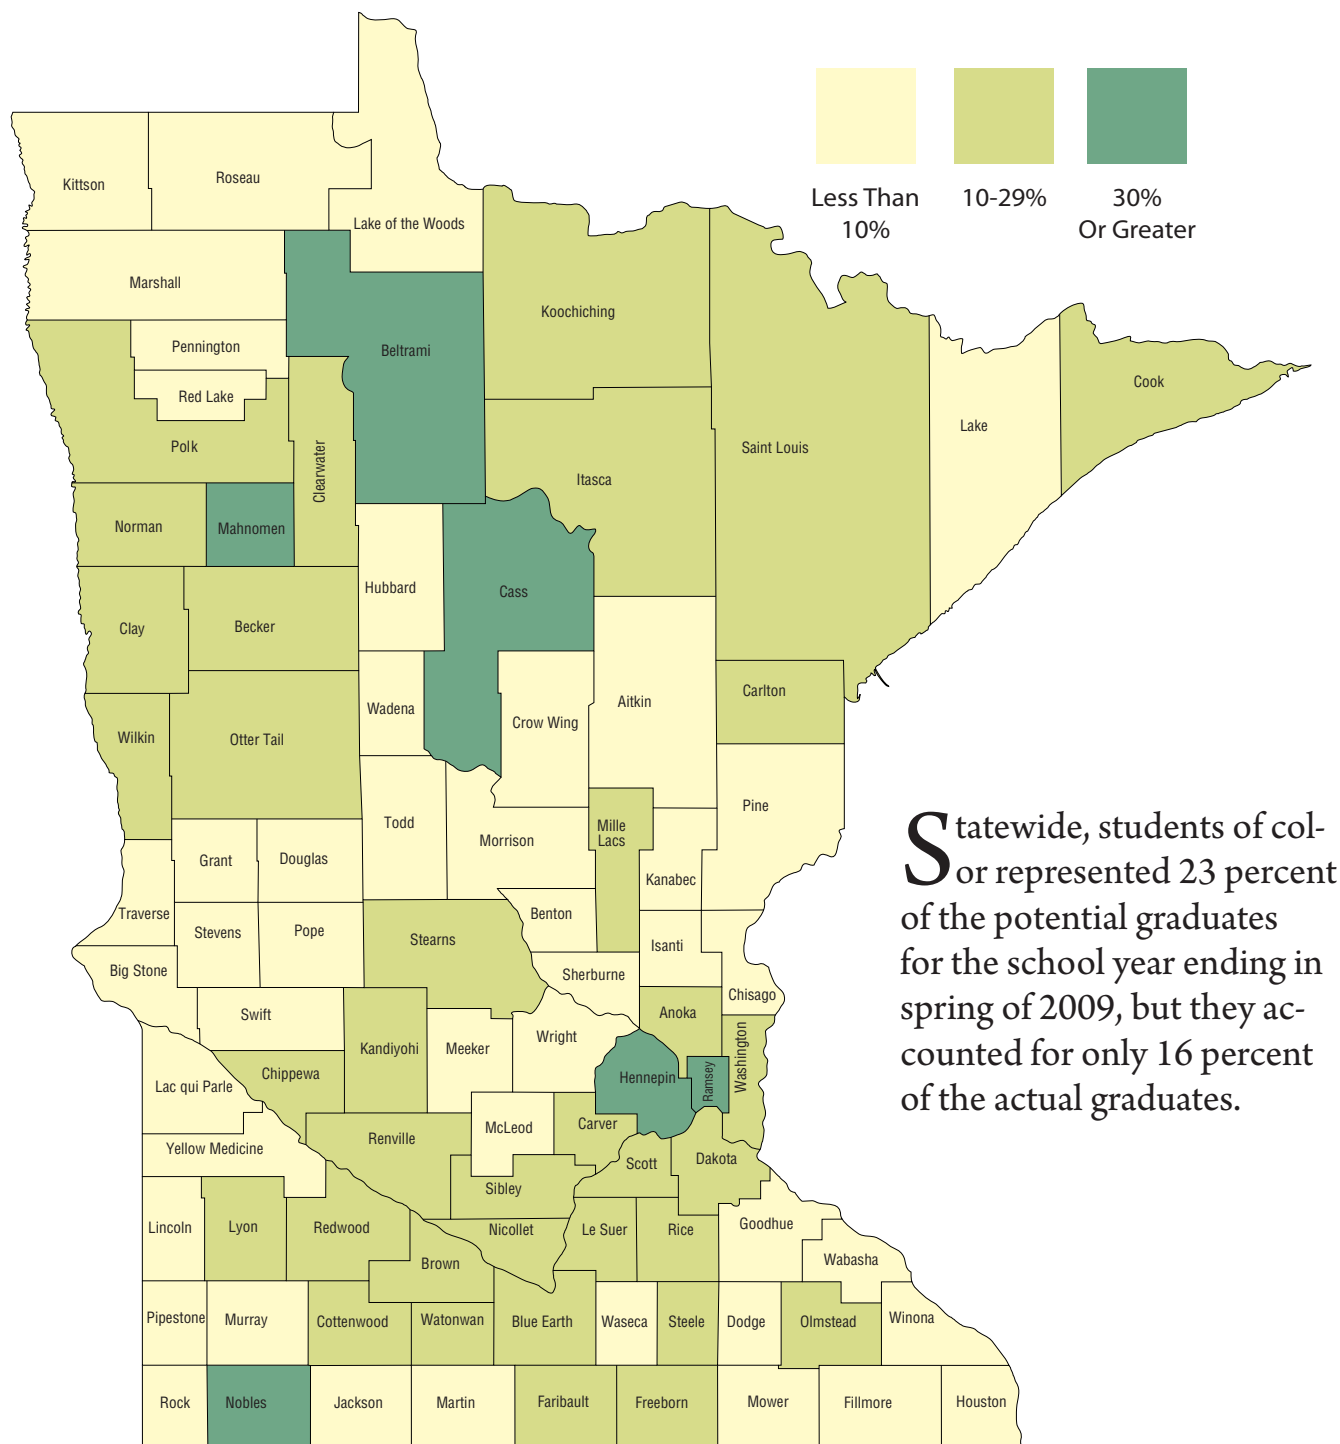 Less Than
10%
10-29%
30%
Or Greater
Kittson
Roseau
Lake of the Woods
Marshall
Koochiching
Pennington
Beltrami
Red Lake
Cook
Lake
Polk
Saint Louis
Clearwater
Itasca
Norman
Mahnomen
Hubbard
Cass
Clay
Becker
Carlton
Aitkin
Wadena
Crow Wing
Wilkin
Otter Tail
Pine
Todd
Mille
Lacs
Morrison
Grant
Douglas
Kanabec
Traverse
Benton
Stevens
Pope
Stearns
Isanti
Big Stone
Sherburne
Chisago
Swift
Anoka
Wright
Kandiyohi
Meeker
Washington
Chippewa
Hennepin
Ramsey
Lac qui Parle
Carver
McLeod
Renville
Yellow Medicine
Dakota
Scott
Sibley
Lincoln
Lyon
Redwood
Nicollet
Le Suer
Rice
Goodhue
Brown
Wabasha
Pipestone
Murray
Cottenwood
Watonwan
Blue Earth
Waseca
Steele
Dodge
Olmstead
Winona
Rock
Nobles
Jackson
Martin
Faribault
Freeborn
Mower
Fillmore
Houston
Statewide, students of col-
or represented 23 percent
of the potential graduates
for the school year ending in
spring of 2009, but they ac-
counted for only 16 percent
of the actual graduates.